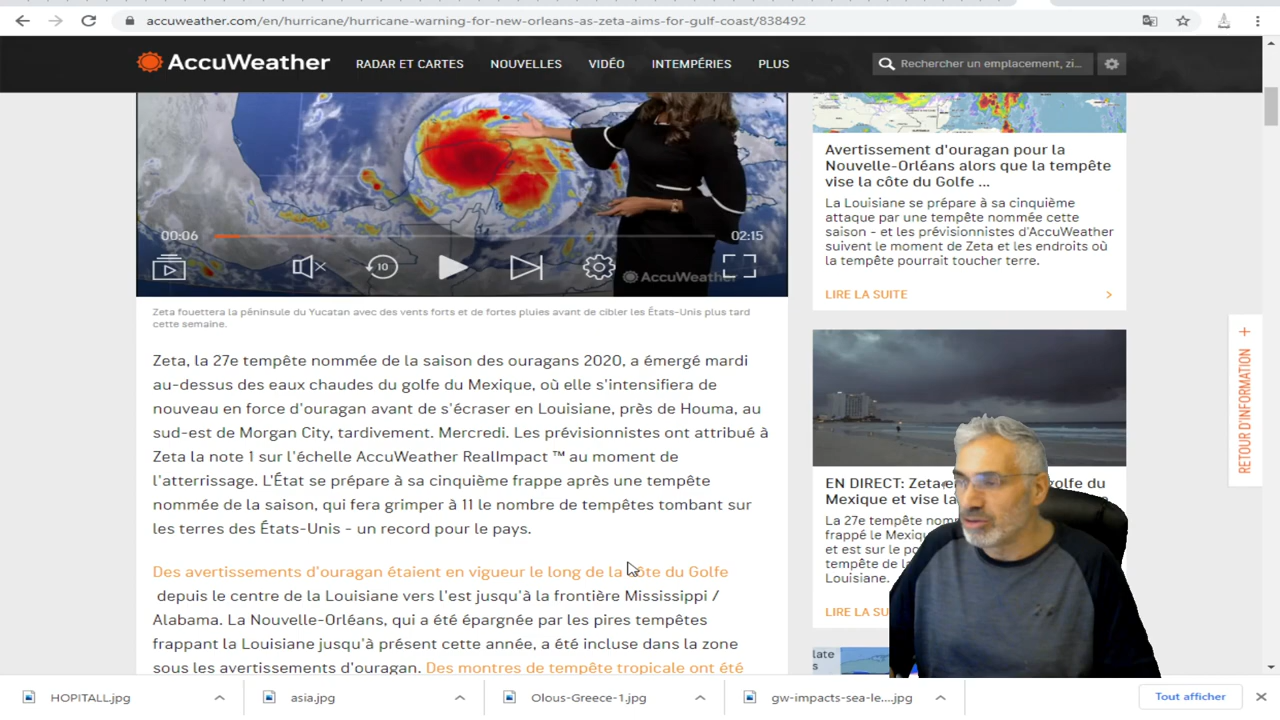 accuweather.com/en/hurricane/hurricane-warning-for-new-orleans-as-zeta-aims-for-gulf-coast/838492
AccuWeather
RADAR ET CARTES
NOUVELLES
VIDÉO
INTEMPÉRIES
PLUS
Rechercher un emplacement, zi...
00:06
02:15
10
AccuWeather
Zeta fouettera la péninsule du Yucatan avec des vents forts et de fortes pluies avant de cibler les États-Unis plus tard
cette semaine.
Zeta, la 27e tempête nommée de la saison des ouragans 2020, a émergé mardi
au-dessus des eaux chaudes du golfe du Mexique, où elle s'intensifiera de
nouveau en force d'ouragan avant de s'écraser en Louisiane, près de Houma, au
sud-est de Morgan City, tardivement. Mercredi. Les prévisionnistes ont attribué à
Zeta la note 1 sur l'échelle AccuWeather RealImpact ™ au moment de
l'atterrissage. L'État se prépare à sa cinquième frappe après une tempête
nommée de la saison, qui fera grimper à 11 le nombre de tempêtes tombant sur
les terres des États-Unis - un record pour le pays.
Des avertissements d'ouragan étaient en vigueur le long de la côte du Golfe
depuis le centre de la Louisiane vers l'est jusqu'à la frontière Mississippi /
Alabama. La Nouvelle-Orléans, qui a été épargnée par les pires tempêtes
frappant la Louisiane jusqu'à présent cette année, a été incluse dans la zone
sous les avertissements d'ouragan. Des montres de tempête tropicale ont été
Avertissement d'ouragan pour la
Nouvelle-Orléans alors que la tempête
vise la côte du Golfe ...
La Louisiane se prépare à sa cinquième
attaque par une tempête nommée cette
saison - et les prévisionnistes d'AccuWeather
suivent le moment de Zeta et les endroits où
la tempête pourrait toucher terre.
LIRE LA SUITE >
EN DIRECT: Zeta golfe du
Mexique et vise la
La 27e tempête
frappé le Mexiq
et est sur le
tempête de
Louisiane.
LIRE LA SU
late
s
RETOUR D'INFORMATION +
HOPITALL.jpg
asia.jpg
Olous-Greece-1.jpg
gw-impacts-sea-le....jpg
Tout afficher